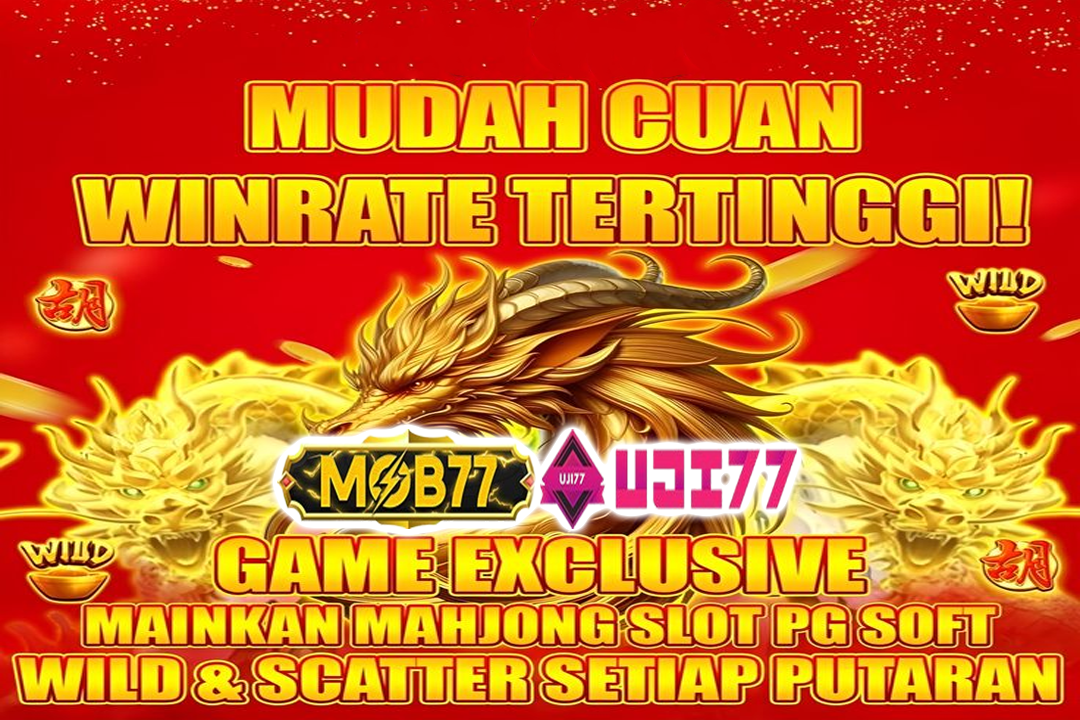 MUDAH CUAN
WINRATE TERTINGGI!
胡
WILD
MOB77
UJI77
UJI77
WILD
胡
GAME EXCLUSIVE
MAINKAN MAHJONG SLOT PG SOFT
WILD & SCATTER SETIAP PUTARAN